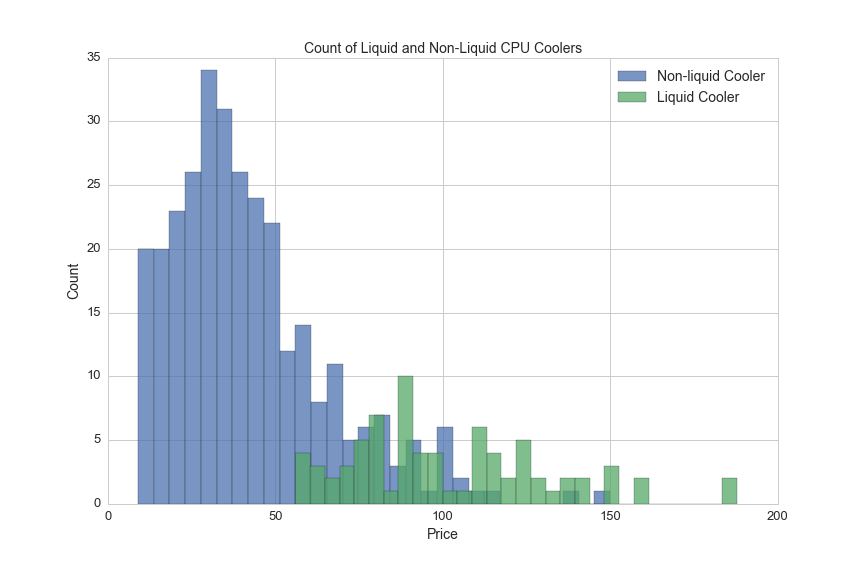 Count of Liquid and Non-Liquid CPU Coolers
Non-liquid Cooler
Liquid Cooler
35
30
25
20
15
10
5
0
Count
0 50 100 150 200
Price